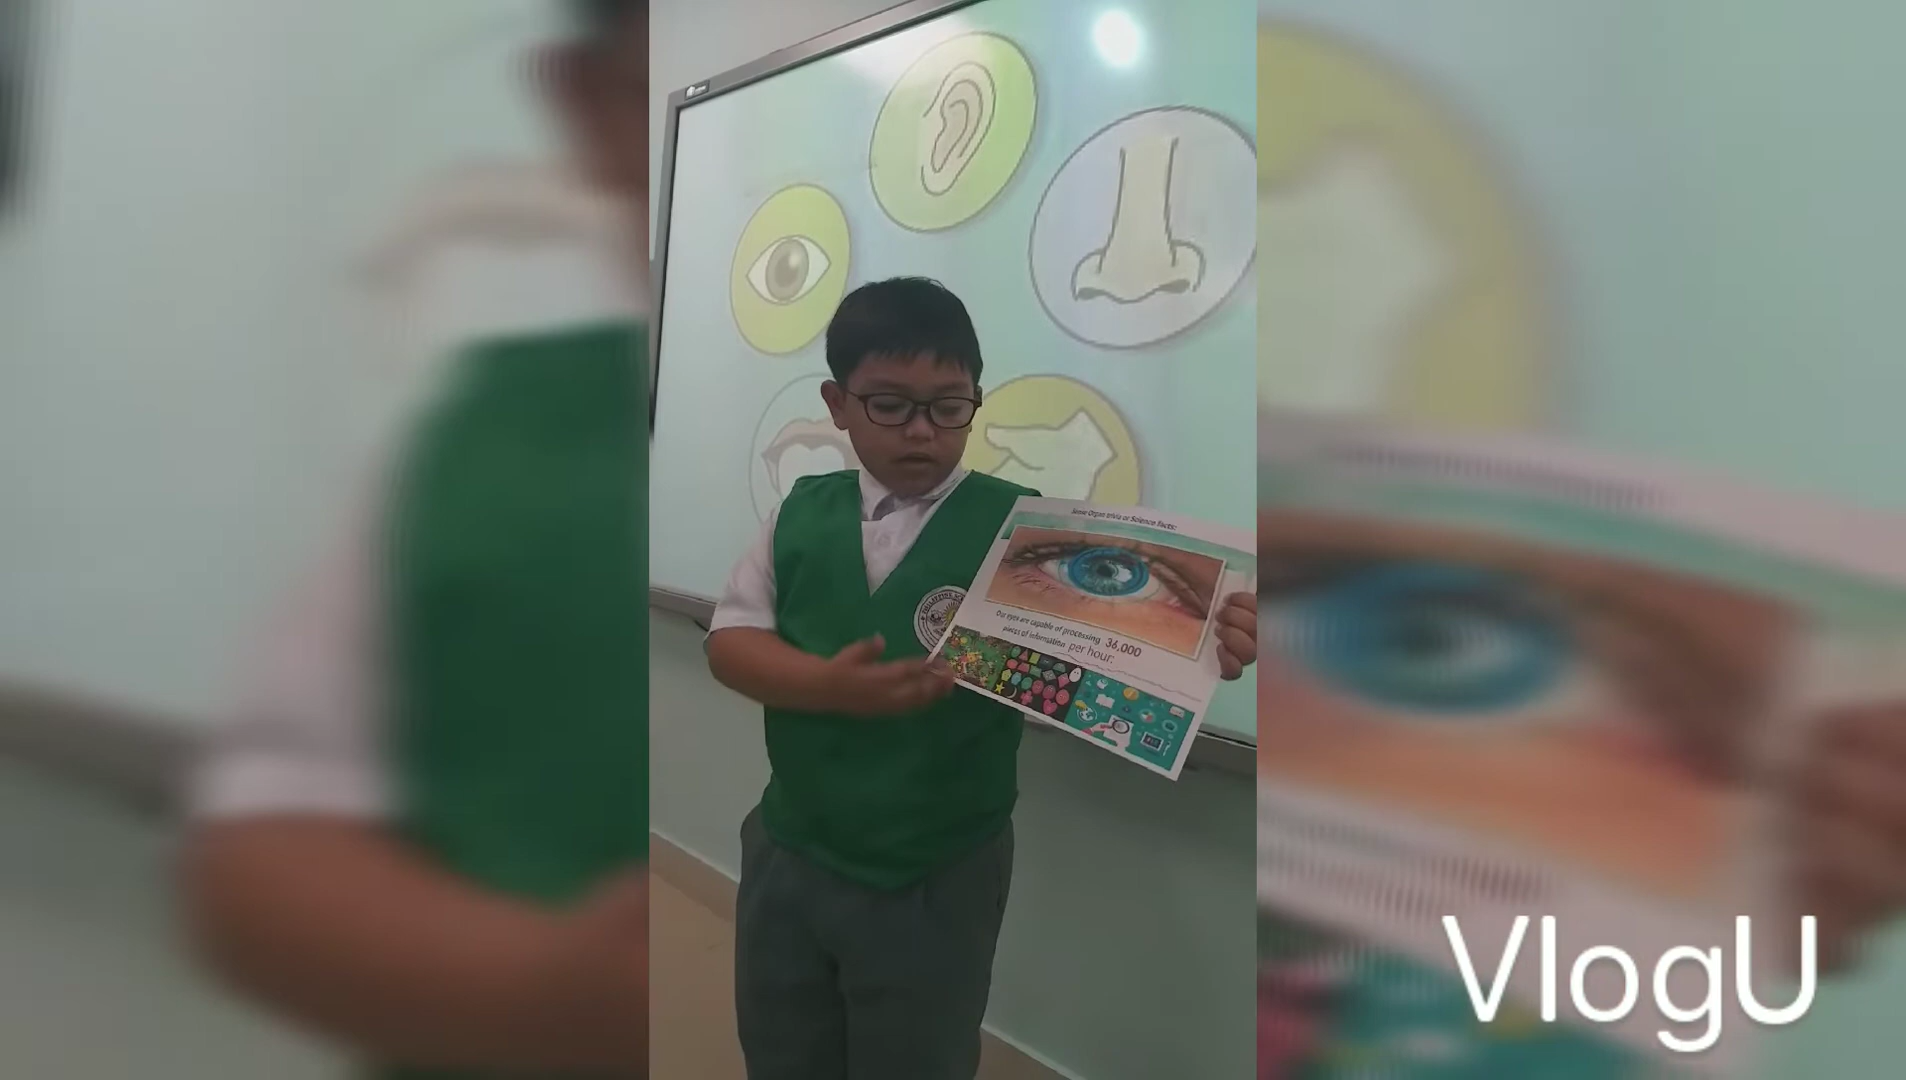 Sense Organ trivia or Science Facts:
Our eyes are capable of processing 36,000
pieces of information per hour.
PHILIPPINE
VlogU